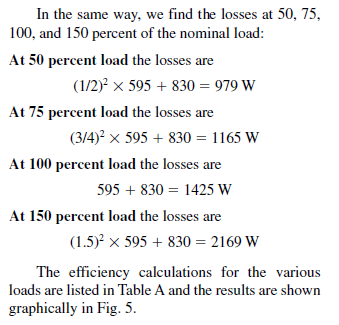 In the same way, we find the losses at 50, 75,
100, and 150 percent of the nominal load:
At 50 percent load the losses are
(1/2)² × 595 + 830 = 979 W
At 75 percent load the losses are
(3/4)² × 595 + 830 = 1165 W
At 100 percent load the losses are
595 + 830 = 1425 W
At 150 percent load the losses are
(1.5)² × 595 + 830 = 2169 W
The efficiency calculations for the various
loads are listed in Table A and the results are shown
graphically in Fig. 5.